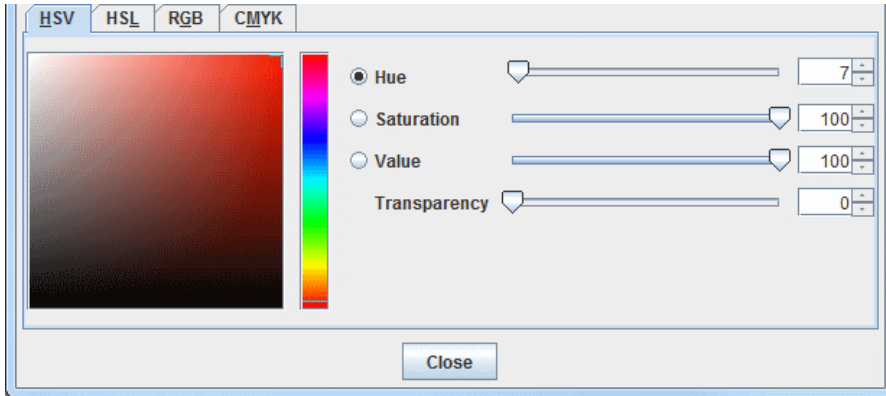 HSV HSL RGB CMYK
Hue 7
Saturation 100
Value 100
Transparency 0
Close